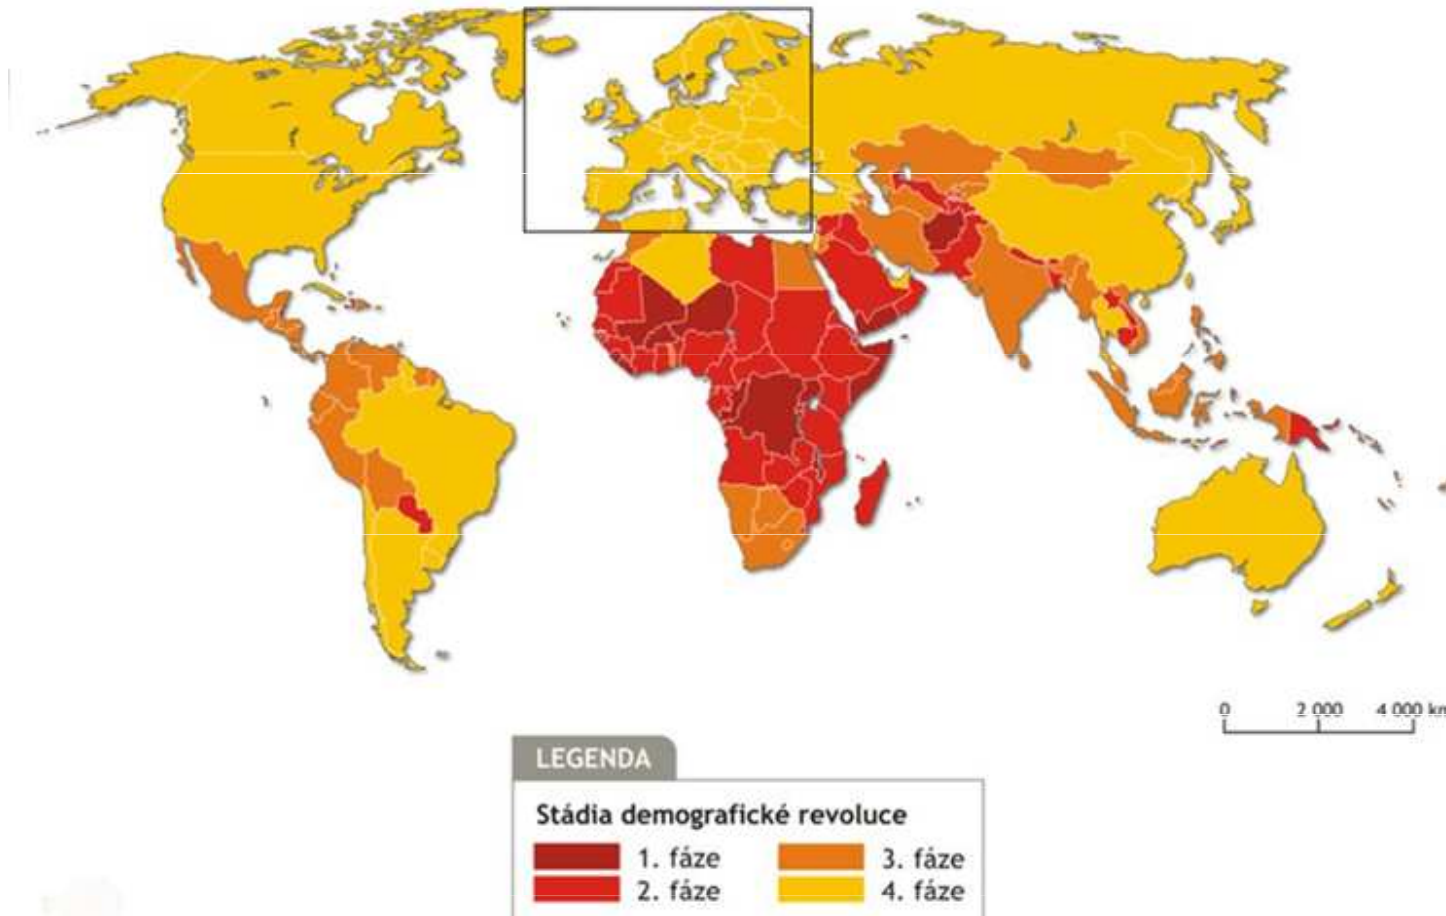 0 2 000 4 000 km
LEGENDA
Stádia demografické revoluce
1. fáze 3. fáze
2. fáze 4. fáze